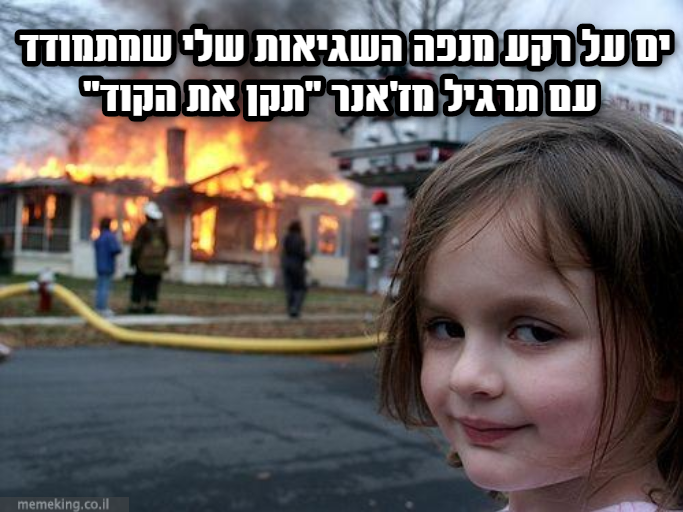 ים על רקע מנפה השגיאות שלי שמתמודד
עם תרגיל מז'אנר "תקן את הקוד"
memeking.co.il